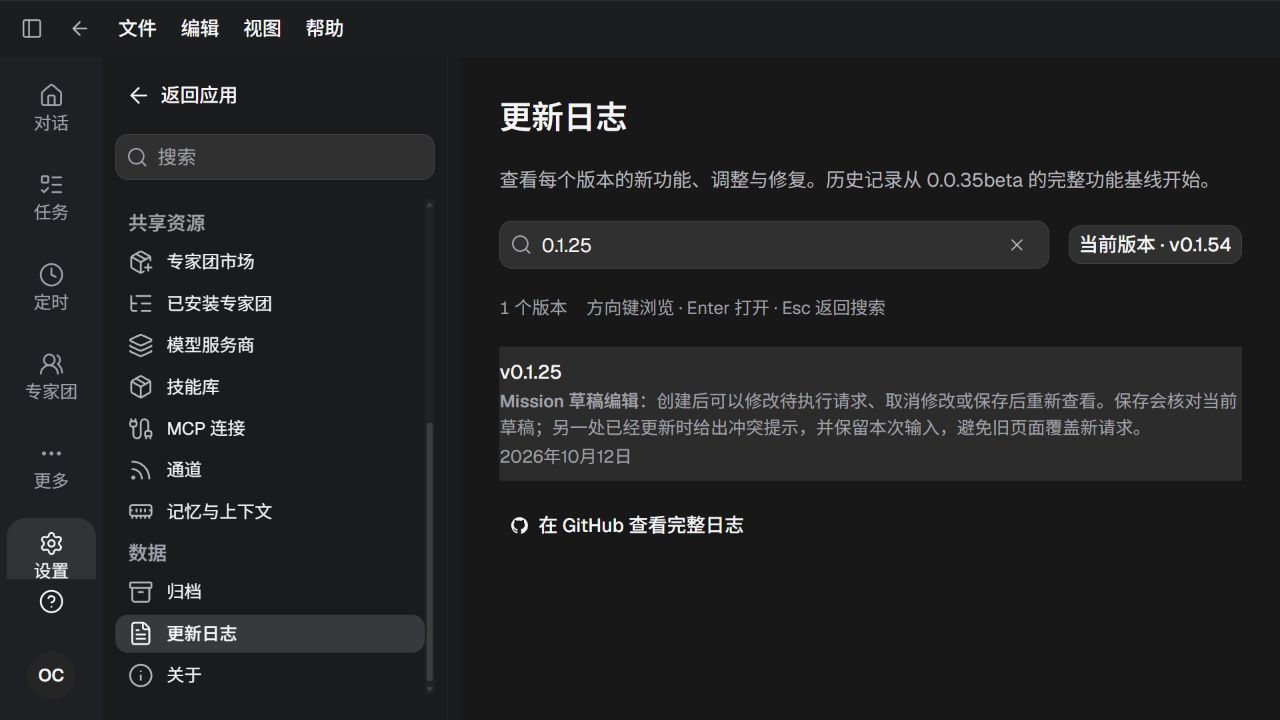 文件 编辑 视图 帮助
对话
任务
定时
专家团
更多
设置
OC
返回应用
搜索
共享资源
专家团市场
已安装专家团
模型服务商
技能库
MCP 连接
通道
记忆与上下文
数据
归档
更新日志
关于
更新日志
查看每个版本的新功能、调整与修复。历史记录从 0.0.35beta 的完整功能基线开始。
0.1.25
当前版本 · v0.1.54
1 个版本 方向键浏览 · Enter 打开 · Esc 返回搜索
v0.1.25
Mission 草稿编辑：创建后可以修改待执行请求、取消修改或保存后重新查看。保存会核对当前
草稿；另一处已经更新时给出冲突提示，并保留本次输入，避免旧页面覆盖新请求。
2026年10月12日
在 GitHub 查看完整日志